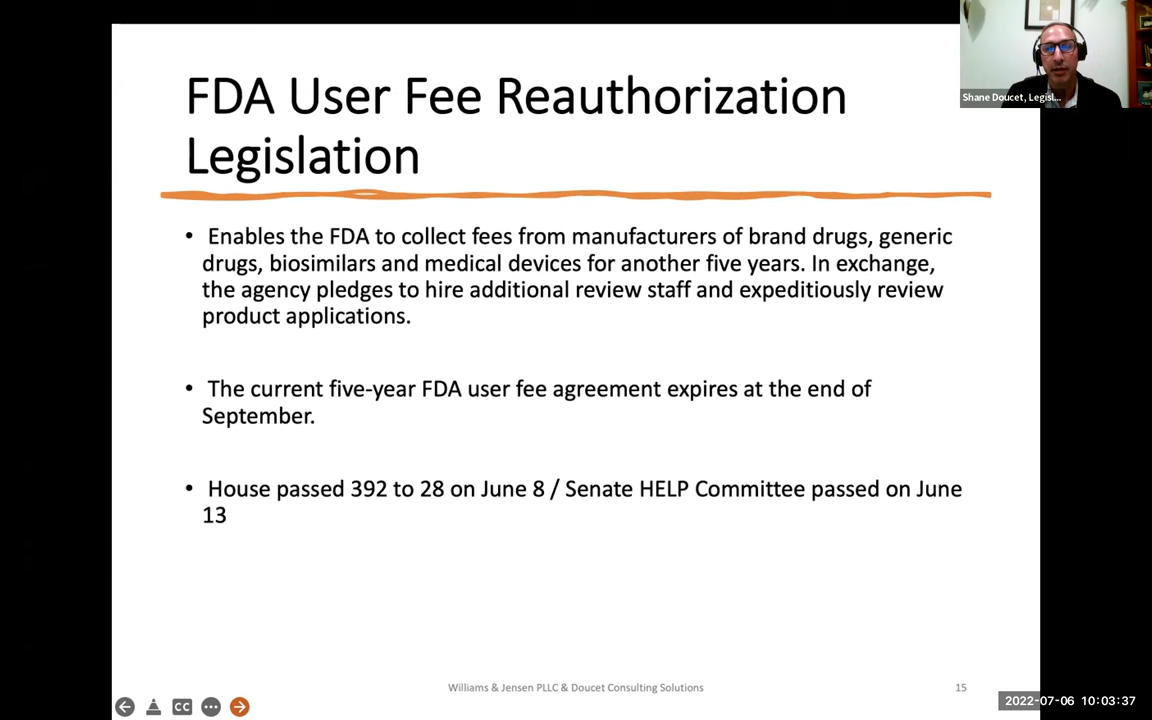 FDA User Fee Reauthorization
Legislation
Shane Doucet, Legisl...
• Enables the FDA to collect fees from manufacturers of brand drugs, generic
drugs, biosimilars and medical devices for another five years. In exchange,
the agency pledges to hire additional review staff and expeditiously review
product applications.
• The current five-year FDA user fee agreement expires at the end of
September.
• House passed 392 to 28 on June 8 / Senate HELP Committee passed on June
13
Williams & Jensen PLLC & Doucet Consulting Solutions
15
CC
2022-07-06 10:03:37